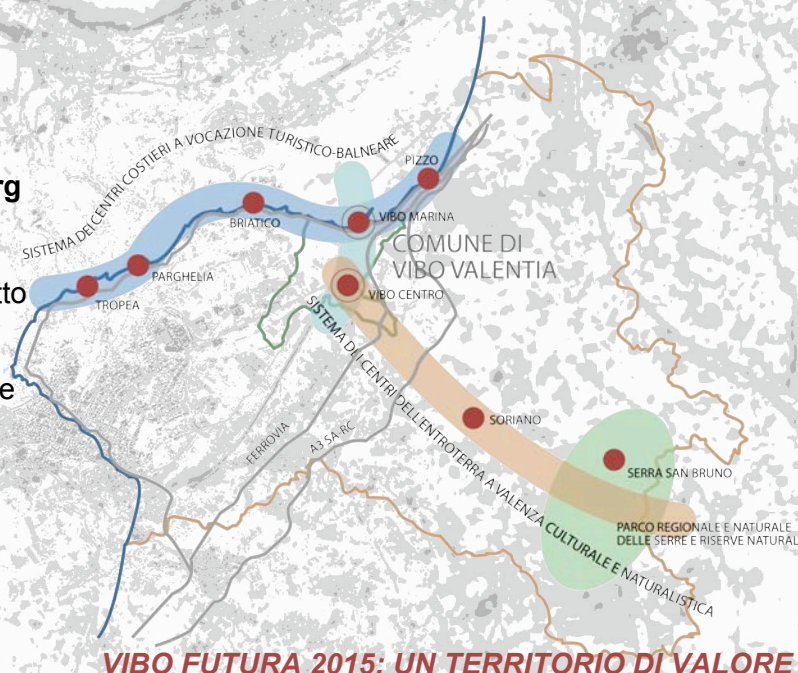 SISTEMA DEI CENTRI COSTIERI A VOCAZIONE TURISTICO-BALNEARE
rg
tto
e
PIZZO
BRIATICO
VIBO MARINA
COMUNE DI
VIBO VALENTIA
PARGHELIA
TROPEA
VIBO CENTRO
SISTEMA DEI CENTRI DELL'ENTROTERRA A VALENZA CULTURALE E NATURALISTICA
FERROVIA
A3 SA-RC
SORIANO
SERRA SAN BRUNO
PARCO REGIONALE E NATURALE
DELLE SERRE E RISERVE NATURAL
VIBO FUTURA 2015: UN TERRITORIO DI VALORE